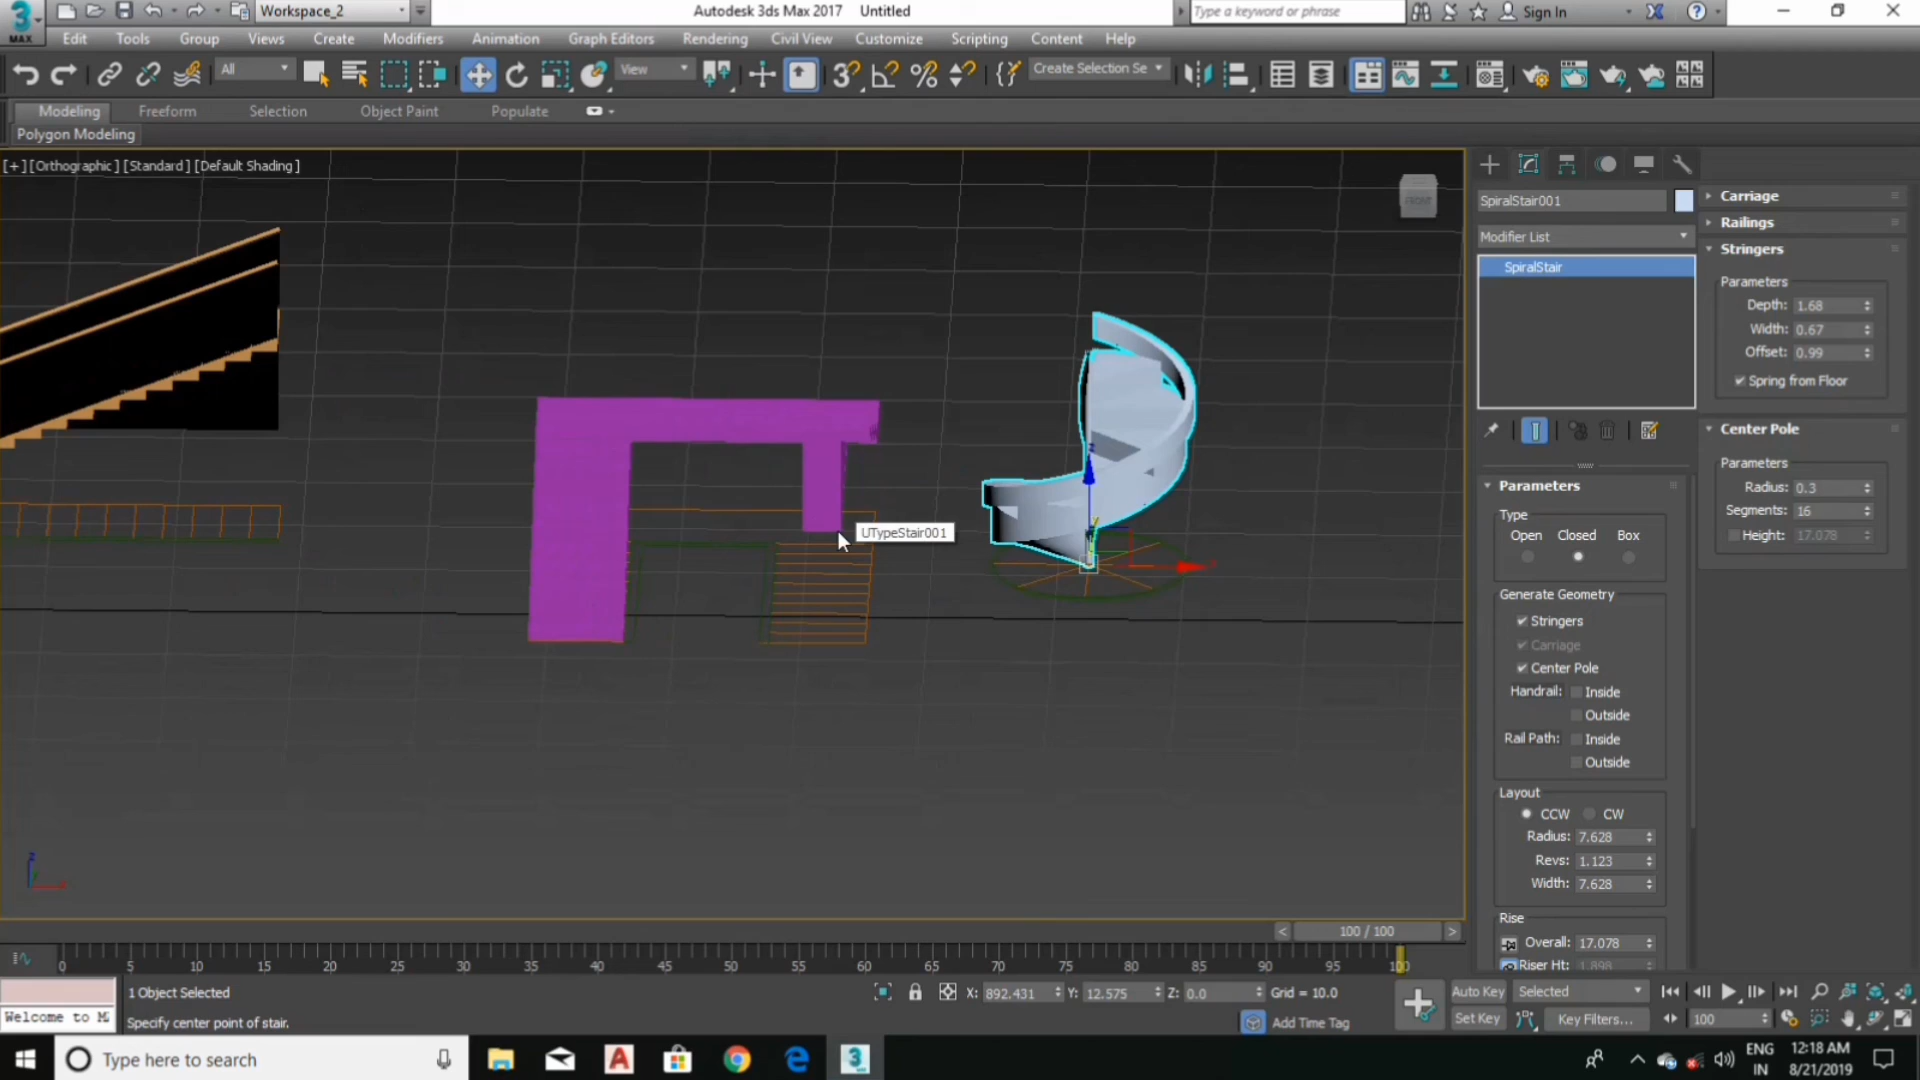 Workspace_2
Autodesk 3ds Max 2017 Untitled
Type a keyword or phrase
Sign In
MAX
Edit Tools Group Views Create Modifiers Animation Graph Editors Rendering Civil View Customize Scripting Content Help
All
View
Create Selection Se
Modeling Freeform Selection Object Paint Populate
Polygon Modeling
[+] [Orthographic] [Standard] [Default Shading]
FRONT
UTypeStair001
SpiralStair001
Modifier List
SpiralStair
Parameters
Type
Open Closed Box
Generate Geometry
Stringers
Carriage
Center Pole
Handrail: Inside
Outside
Rail Path: Inside
Outside
Layout
CCW CW
Radius: 7.628
Revs: 1.123
Width: 7.628
Rise
Overall: 17.078
Riser Ht: 1.898
Carriage
Railings
Stringers
Parameters
Depth: 1.68
Width: 0.67
Offset: 0.99
Spring from Floor
Center Pole
Parameters
Radius: 0.3
Segments: 16
Height: 17.078
< 100 / 100 >
0 5 10 15 20 25 30 35 40 45 50 55 60 65 70 75 80 85 90 95 100
1 Object Selected
X: 892.431 Y: 12.575 Z: 0.0 Grid = 10.0
Auto Key Selected
Welcome to M
Specify center point of stair.
Add Time Tag
Set Key Key Filters... 100
Type here to search
ENG
IN
12:18 AM
8/21/2019